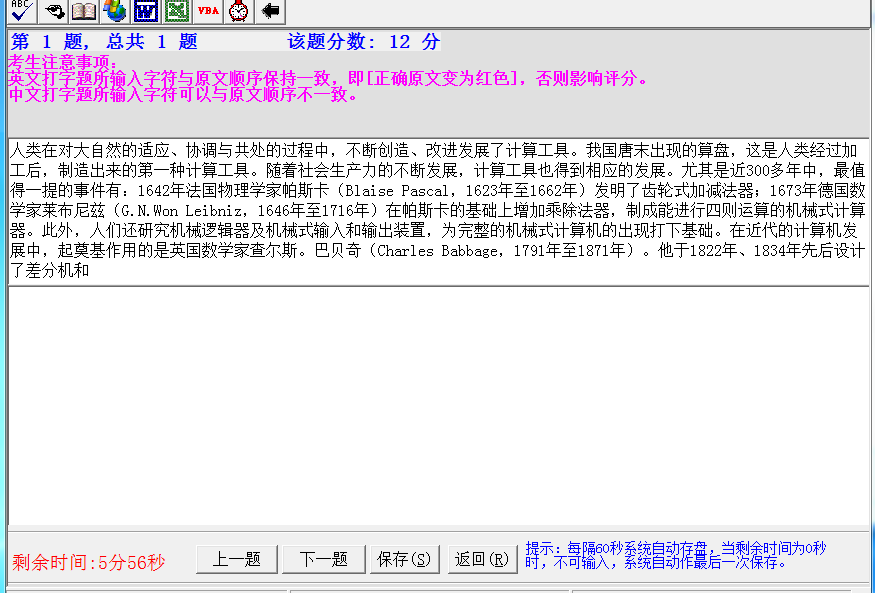 ABC
VBA
第 1 题, 总共 1 题 该题分数: 12 分
考生注意事项:
英文打字题所输入字符与原文顺序保持一致，即[正确原文变为红色]，否则影响评分。
中文打字题所输入字符可以与原文顺序不一致。
人类在对大自然的适应、协调与共处的过程中，不断创造、改进发展了计算工具。我国唐末出现的算盘，这是人类经过加
工后，制造出来的第一种计算工具。随着社会生产力的不断发展，计算工具也得到相应的发展。尤其是近300多年中，最值
得一提的事件有：1642年法国物理学家帕斯卡（Blaise Pascal，1623年至1662年）发明了齿轮式加减法器；1673年德国数
学家莱布尼兹（G.N.Won Leibniz，1646年至1716年）在帕斯卡的基础上增加乘除法器，制成能进行四则运算的机械式计算
器。此外，人们还研究机械逻辑器及机械式输入和输出装置，为完整的机械式计算机的出现打下基础。在近代的计算机发
展中，起奠基作用的是英国数学家查尔斯。巴贝奇（Charles Babbage，1791年至1871年）。他于1822年、1834年先后设计
了差分机和
剩余时间:5分56秒 上一题 下一题 保存(S) 返回(R)
提示：每隔60秒系统自动存盘，当剩余时间为0秒
时，不可输入，系统自动作最后一次保存。